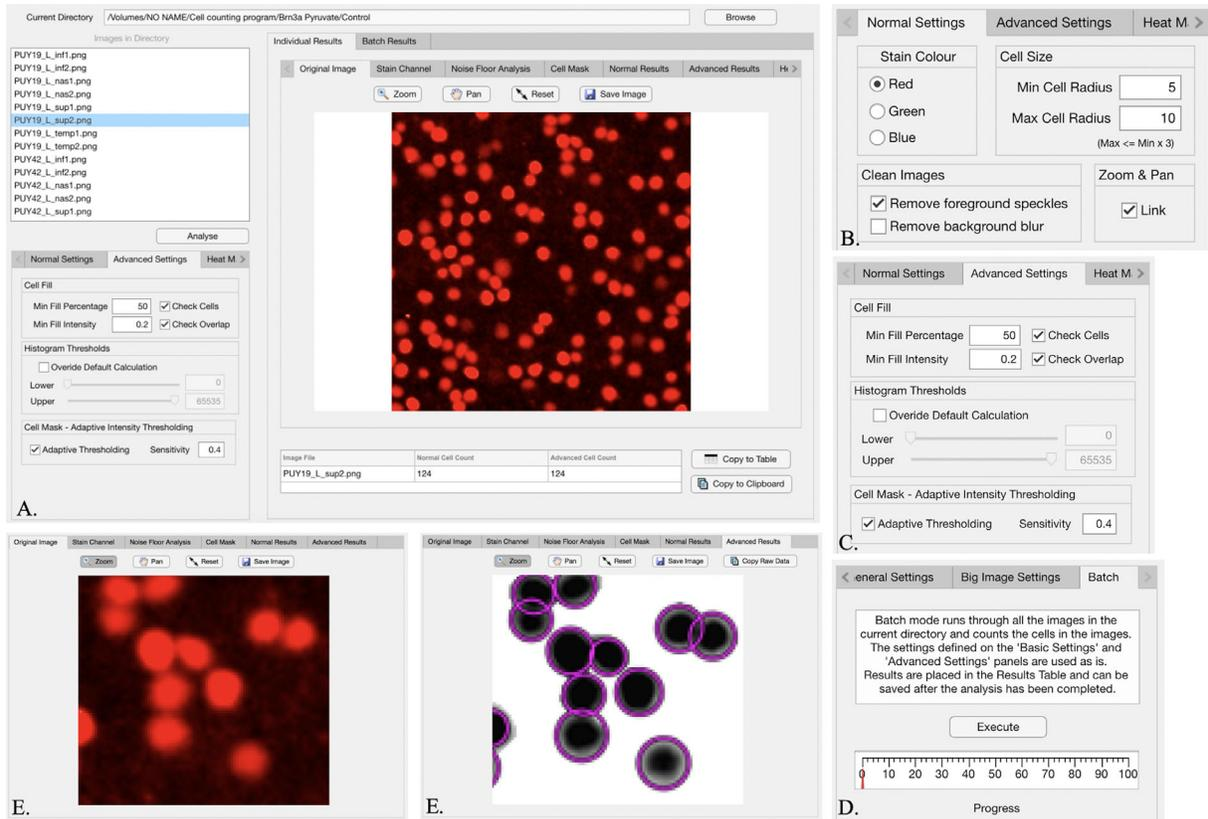 Current Directory /Volumes/NO NAME/Cell counting program/Brn3a Pyruvate/Control Browse
Images in Directory
PUY19_L_inf1.png
PUY19_L_inf2.png
PUY19_L_nas1.png
PUY19_L_nas2.png
PUY19_L_sup1.png
PUY19_L_sup2.png
PUY19_L_temp1.png
PUY19_L_temp2.png
PUY42_L_inf1.png
PUY42_L_inf2.png
PUY42_L_nas1.png
PUY42_L_nas2.png
PUY42_L_sup1.png
Analyse
Normal Settings Advanced Settings Heat M
Cell Fill
Min Fill Percentage 50 Check Cells
Min Fill Intensity 0.2 Check Overlap
Histogram Thresholds
Overide Default Calculation
Lower 0
Upper 65535
Cell Mask - Adaptive Intensity Thresholding
Adaptive Thresholding Sensitivity 0.4
A.
Individual Results Batch Results
Original Image Stain Channel Noise Floor Analysis Cell Mask Normal Results Advanced Results
Zoom Pan Reset Save Image
Image File Normal Cell Count Advanced Cell Count
PUY19_L_sup2.png 124 124
Copy to Table
Copy to Clipboard
Normal Settings Advanced Settings Heat M
Stain Colour
Red
Green
Blue
Cell Size
Min Cell Radius 5
Max Cell Radius 10
(Max <= Min x 3)
Clean Images
Remove foreground speckles
Remove background blur
Zoom & Pan
Link
B.
Normal Settings Advanced Settings Heat M
Cell Fill
Min Fill Percentage 50 Check Cells
Min Fill Intensity 0.2 Check Overlap
Histogram Thresholds
Overide Default Calculation
Lower 0
Upper 65535
Cell Mask - Adaptive Intensity Thresholding
Adaptive Thresholding Sensitivity 0.4
C.
eneral Settings Big Image Settings Batch
Batch mode runs through all the images in the
current directory and counts the cells in the images.
The settings defined on the 'Basic Settings' and
'Advanced Settings' panels are used as is.
Results are placed in the Results Table and can be
saved after the analysis has been completed.
Execute
0 10 20 30 40 50 60 70 80 90 100
Progress
D.
Original Image Stain Channel Noise Floor Analysis Cell Mask Normal Results Advanced Results
Zoom Pan Reset Save Image
E.
Original Image Stain Channel Noise Floor Analysis Cell Mask Normal Results Advanced Results
Zoom Pan Reset Save Image Copy Raw Data
E.